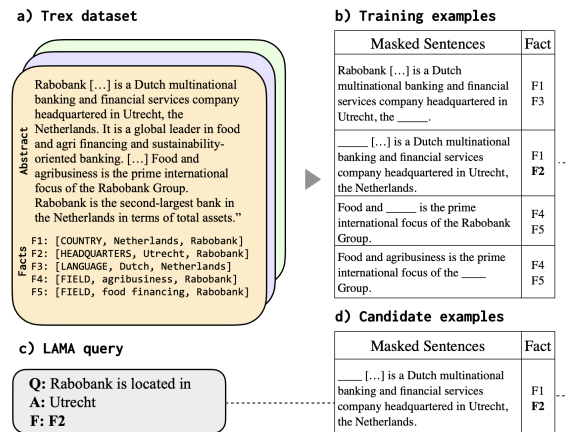 a) Trex dataset
Abstract
Rabobank […] is a Dutch multinational
banking and financial services company
headquartered in Utrecht, the
Netherlands. It is a global leader in food
and agri financing and sustainability-
oriented banking. […] Food and
agribusiness is the prime international
focus of the Rabobank Group.
Rabobank is the second-largest bank in
the Netherlands in terms of total assets.”
Facts
F1: [COUNTRY, Netherlands, Rabobank]
F2: [HEADQUARTERS, Utrecht, Rabobank]
F3: [LANGUAGE, Dutch, Netherlands]
F4: [FIELD, agribusiness, Rabobank]
F5: [FIELD, food financing, Rabobank]
b) Training examples
Masked Sentences Fact
Rabobank […] is a Dutch
multinational banking and financial
services company headquartered in
Utrecht, the _____.
F1
F3
_____ […] is a Dutch multinational
banking and financial services
company headquartered in Utrecht,
the Netherlands.
F1
F2
Food and _____ is the prime
international focus of the Rabobank
Group.
F4
F5
Food and agribusiness is the prime
international focus of the ____
Group.
F4
F5
c) LAMA query
Q: Rabobank is located in
A: Utrecht
F: F2
d) Candidate examples
Masked Sentences Fact
____ […] is a Dutch multinational
banking and financial services
company headquartered in Utrecht,
the Netherlands.
F1
F2